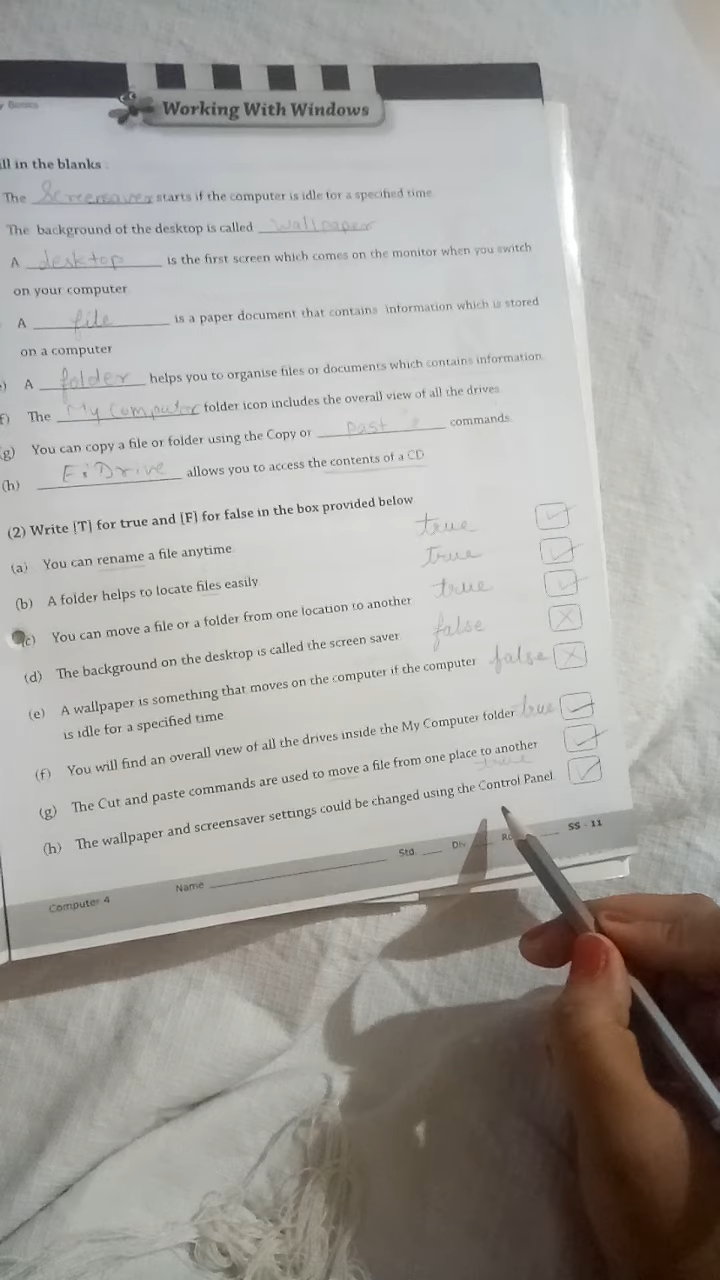 Books
Working With Windows
ill in the blanks :
The Screensaver starts if the computer is idle for a specified time.
The background of the desktop is called wallpaper
A desktop is the first screen which comes on the monitor when you switch
on your computer
A file is a paper document that contains information which is stored
on a computer
) A folder helps you to organise files or documents which contains information.
f) The My Computer folder icon includes the overall view of all the drives.
(g) You can copy a file or folder using the Copy or past commands.
(h) E: Drive allows you to access the contents of a CD.
(2) Write [T] for true and [F] for false in the box provided below
(a) You can rename a file anytime true
(b) A folder helps to locate files easily true
(c) You can move a file or a folder from one location to another true
(d) The background on the desktop is called the screen saver false
(e) A wallpaper is something that moves on the computer if the computer false
is idle for a specified time
(f) You will find an overall view of all the drives inside the My Computer folder true
(g) The Cut and paste commands are used to move a file from one place to another
true
(h) The wallpaper and screensaver settings could be changed using the Control Panel.
Computer 4 Name Std. Div SS - 11